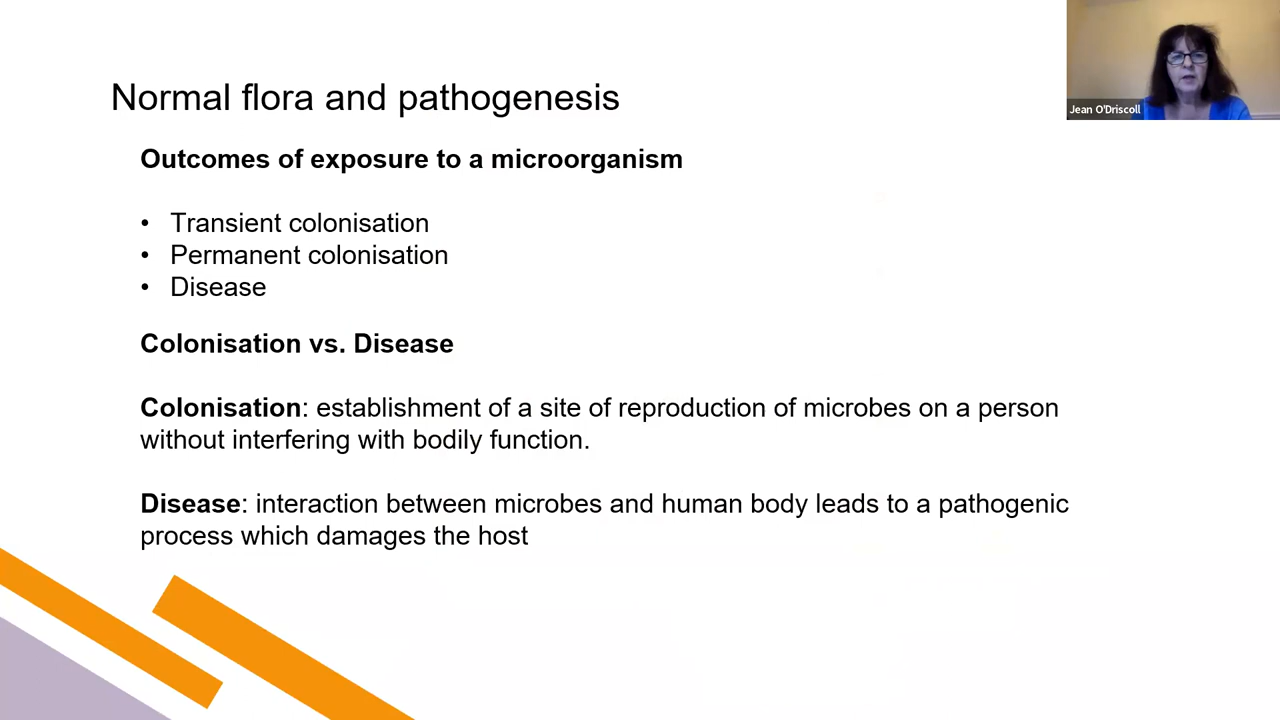 Normal flora and pathogenesis
Jean O'Driscoll
Outcomes of exposure to a microorganism
• Transient colonisation
• Permanent colonisation
• Disease
Colonisation vs. Disease
Colonisation: establishment of a site of reproduction of microbes on a person
without interfering with bodily function.
Disease: interaction between microbes and human body leads to a pathogenic
process which damages the host